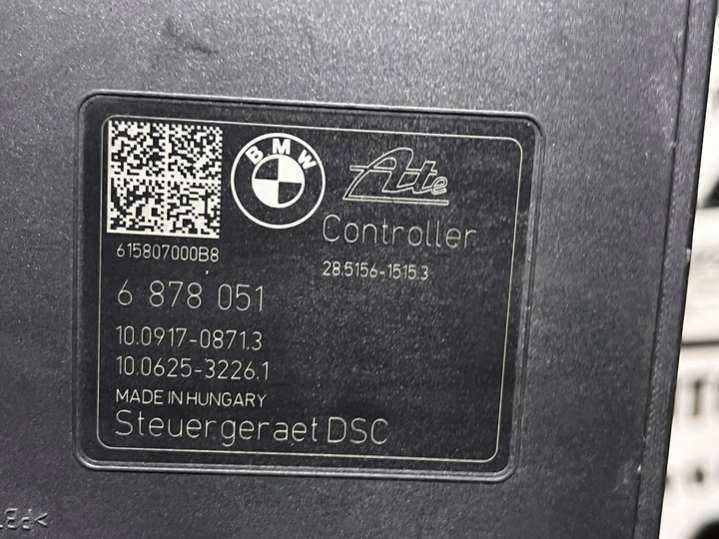 BMW
Ate
Controller
615807000B8
28.5156-1515.3
6 878 051
10.0917-0871.3
10.0625-3226.1
MADE IN HUNGARY
Steuergeraet DSC